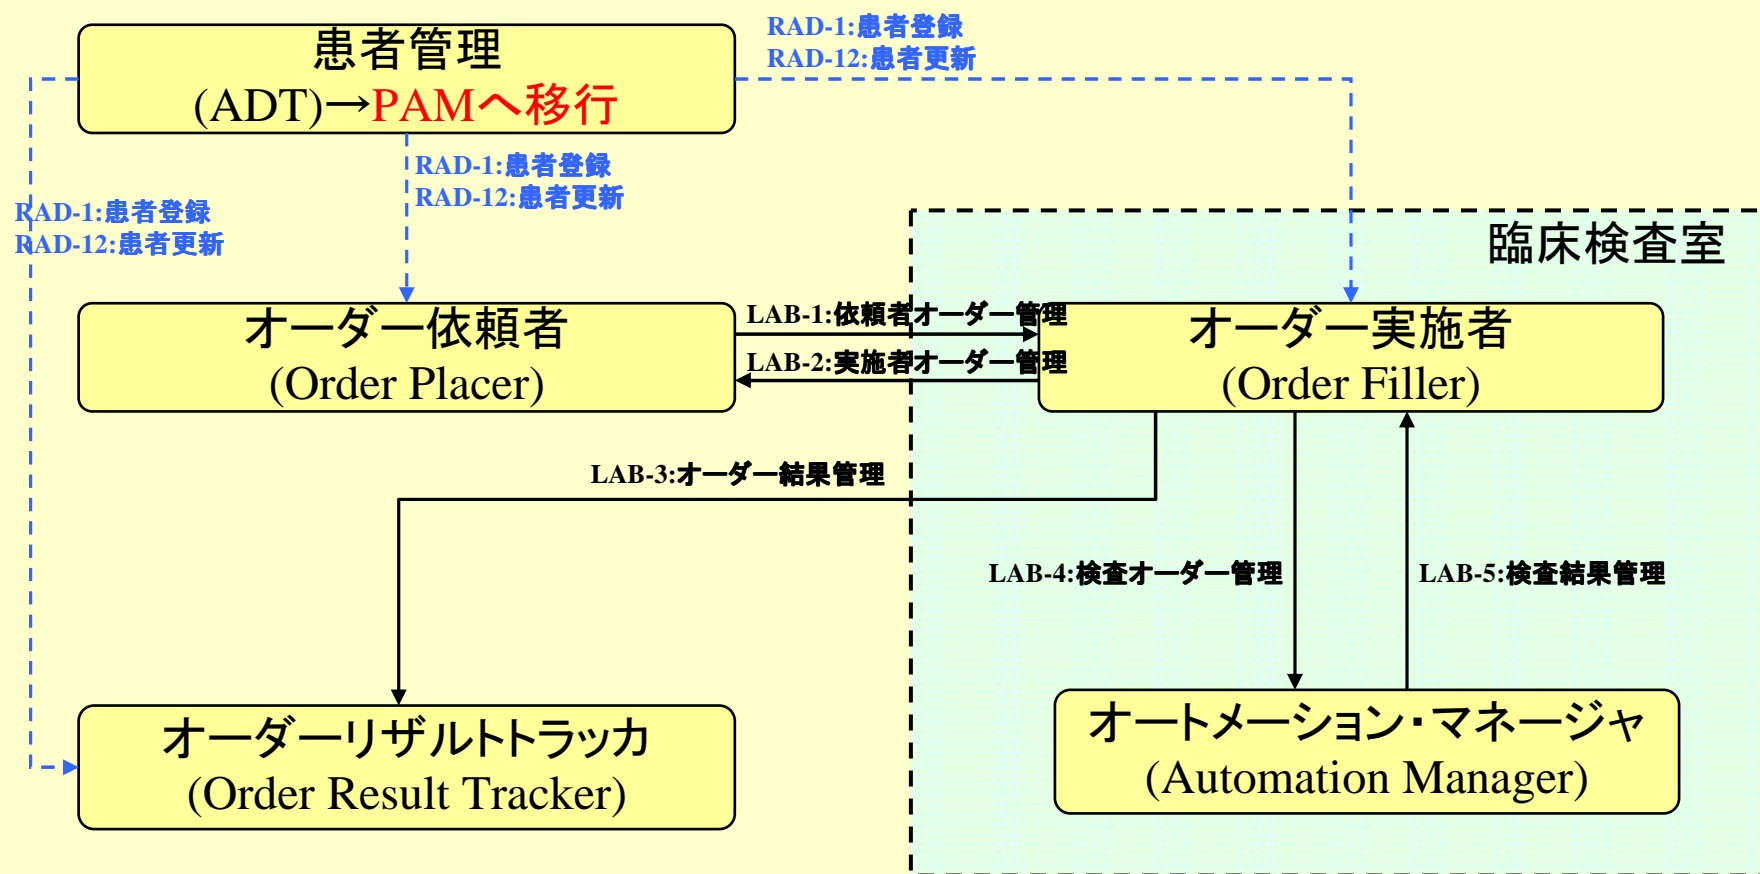 患者管理
(ADT)→PAMへ移行
RAD-1:患者登録
RAD-12:患者更新
RAD-1:患者登録
RAD-12:患者更新
RAD-1:患者登録
RAD-12:患者更新
臨床検査室
オーダー依頼者
(Order Placer)
LAB-1:依頼者オーダー管理
LAB-2:実施者オーダー管理
オーダー実施者
(Order Filler)
LAB-3:オーダー結果管理
LAB-4:検査オーダー管理
LAB-5:検査結果管理
オーダーリザルトトラッカ
(Order Result Tracker)
オートメーション・マネージャ
(Automation Manager)